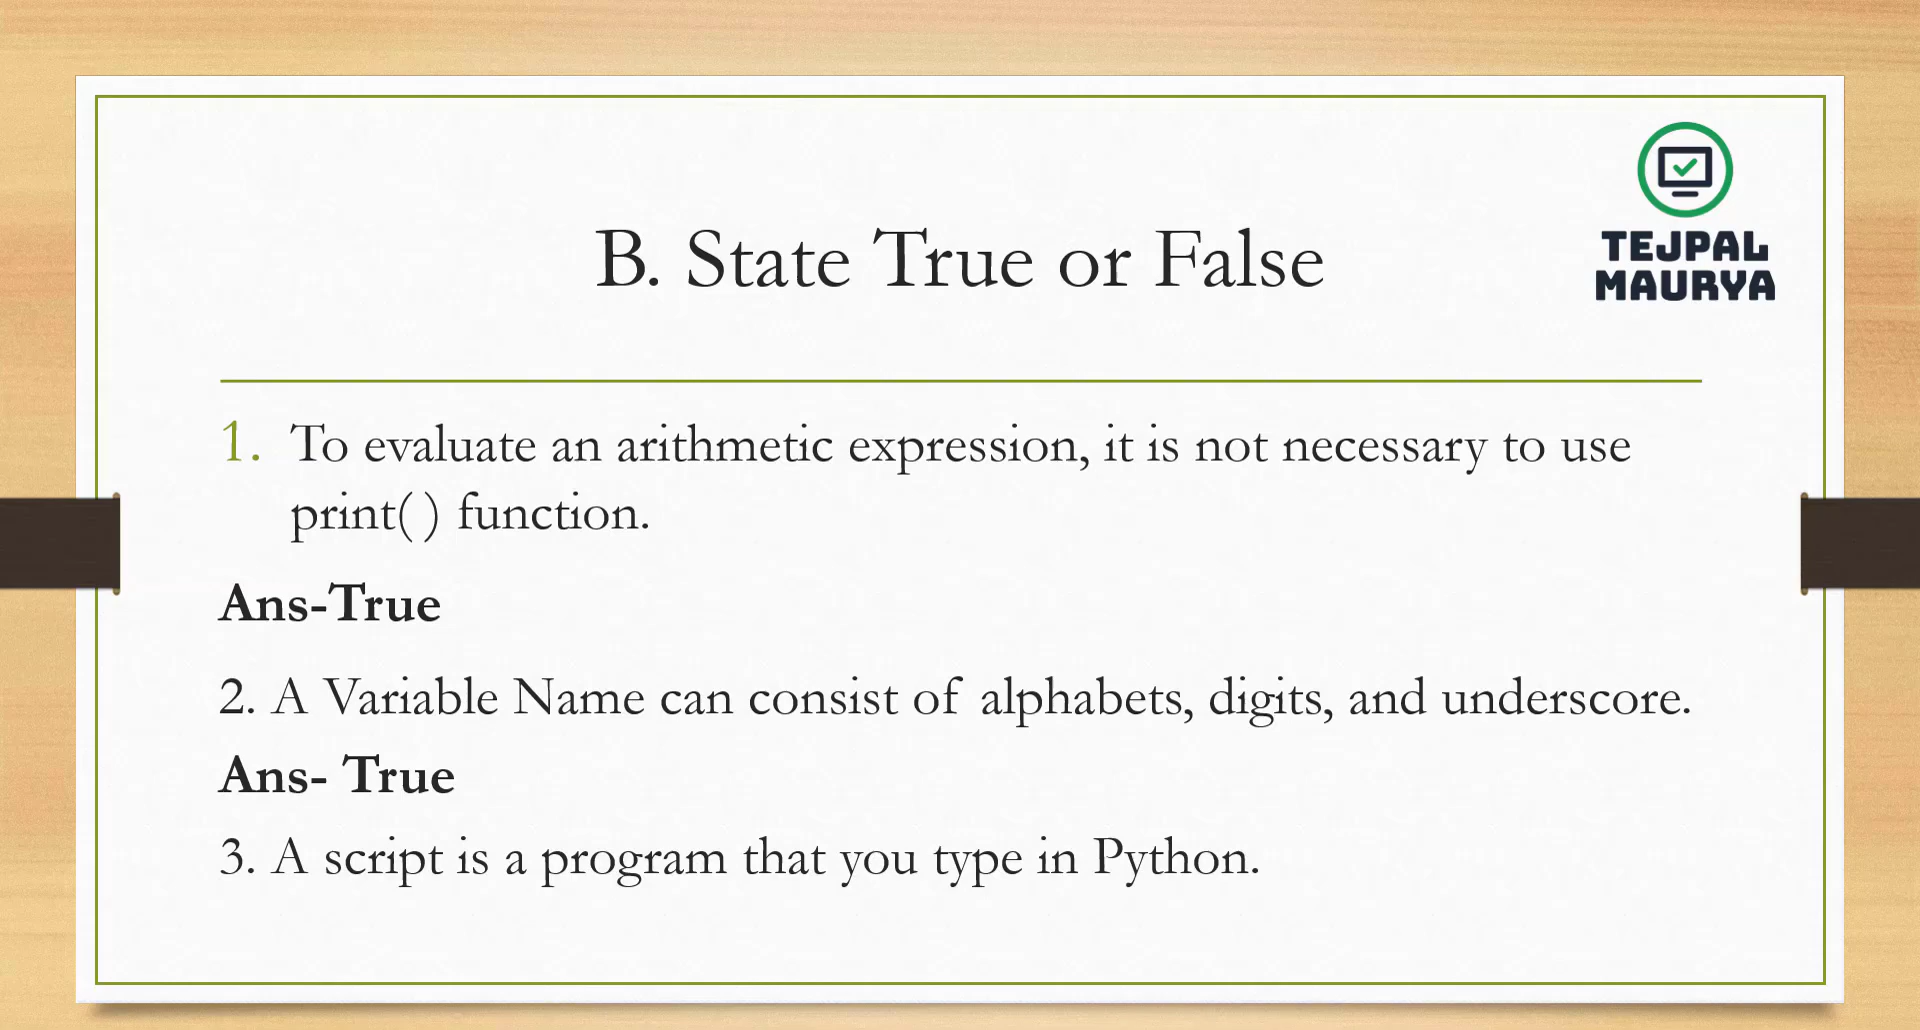 TEJPAL
MAURYA
B. State True or False
1. To evaluate an arithmetic expression, it is not necessary to use
print( ) function.
Ans-True
2. A Variable Name can consist of alphabets, digits, and underscore.
Ans- True
3. A script is a program that you type in Python.